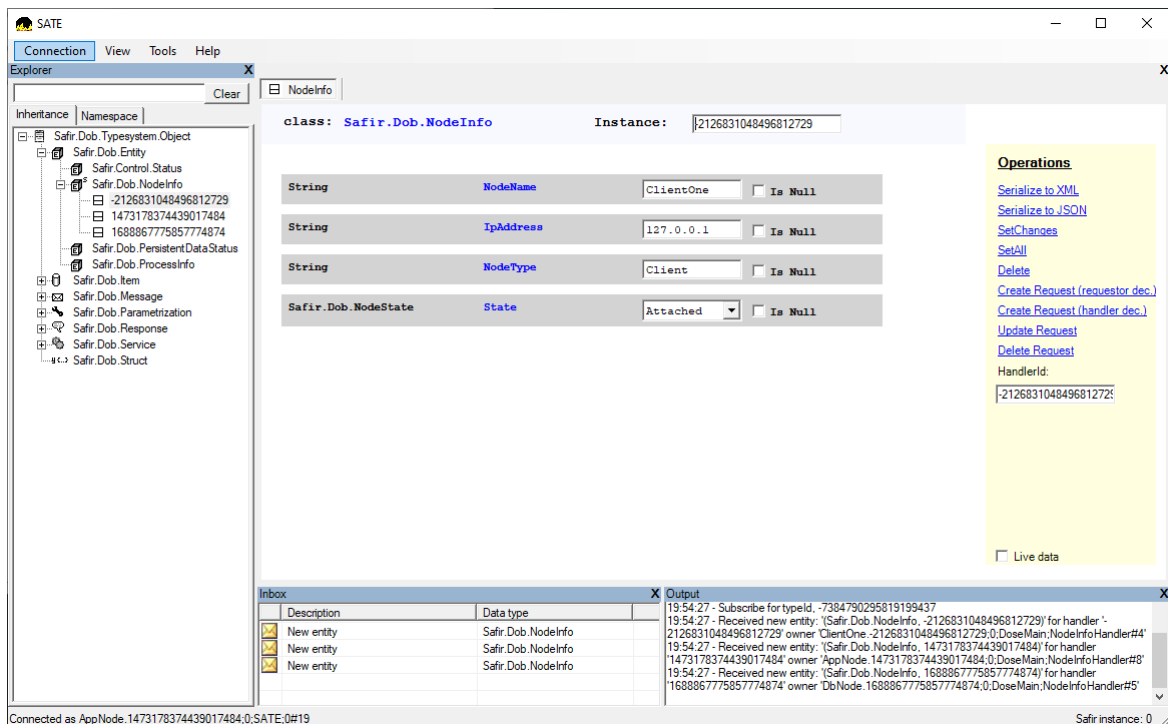 SATE
Connection View Tools Help
Explorer X
Clear
Inheritance Namespace
Safir.Dob.Typesystem.Object
Safir.Dob.Entity
Safir.Control.Status
Safir.Dob.NodeInfo
-2126831048496812729
1473178374439017484
1688867775857774874
Safir.Dob.PersistentDataStatus
Safir.Dob.ProcessInfo
Safir.Dob.Item
Safir.Dob.Message
Safir.Dob.Parametrization
Safir.Dob.Response
Safir.Dob.Service
Safir.Dob.Struct
X
NodeInfo
class: Safir.Dob.NodeInfo Instance: -2126831048496812729
String NodeName ClientOne Is Null
String IpAddress 127.0.0.1 Is Null
String NodeType Client Is Null
Safir.Dob.NodeState State Attached Is Null
Operations
Serialize to XML
Serialize to JSON
SetChanges
SetAll
Delete
Create Request (requestor dec.)
Create Request (handler dec.)
Update Request
Delete Request
HandlerId:
-2126831048496812729
Live data
Inbox X
Description Data type
New entity Safir.Dob.NodeInfo
New entity Safir.Dob.NodeInfo
New entity Safir.Dob.NodeInfo
Output X
19:54:27 - Subscribe for typeId, -7384790295819199437
19:54:27 - Received new entity: '(Safir.Dob.NodeInfo, -2126831048496812729)' for handler '-
2126831048496812729' owner 'ClientOne.-2126831048496812729;0;DoseMain;NodeInfoHandler#4'
19:54:27 - Received new entity: '(Safir.Dob.NodeInfo, 1473178374439017484)' for handler
'1473178374439017484' owner 'AppNode.1473178374439017484;0;DoseMain;NodeInfoHandler#8'
19:54:27 - Received new entity: '(Safir.Dob.NodeInfo, 1688867775857774874)' for handler
'1688867775857774874' owner 'DbNode.1688867775857774874;0;DoseMain;NodeInfoHandler#5'
Connected as AppNode.1473178374439017484;0;SATE;0#19 Safir instance: 0